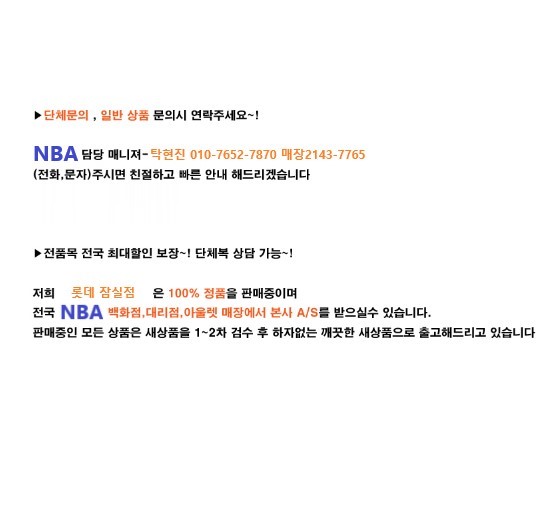 ▶단체문의 , 일반 상품 문의시 연락주세요~!
NBA 담당 매니져-탁현진 010-7652-7870 매장2143-7765
(전화,문자)주시면 친절하고 빠른 안내 해드리겠습니다
▶전품목 전국 최대할인 보장~! 단체복 상담 가능~!
저희 롯데 잠실점 은 100% 정품을 판매중이며
전국 NBA 백화점,대리점,아울렛 매장에서 본사 A/S를 받으실수 있습니다.
판매중인 모든 상품은 새상품을 1~2차 검수 후 하자없는 깨끗한 새상품으로 출고해드리고 있습니다